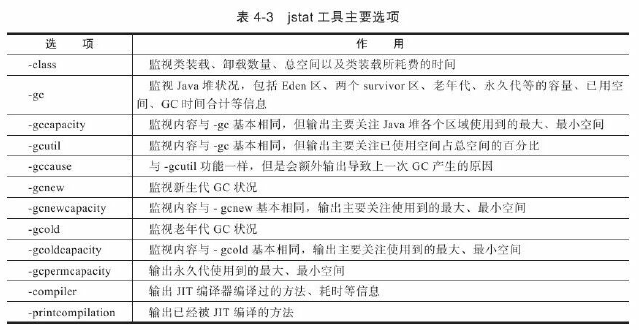 表 4-3 jstat 工具主要选项
选 项 作 用
-class 监视类装载、卸载数量、总空间以及类装载所耗费的时间
-gc 监视 Java 堆状况，包括 Eden 区、两个 survivor 区、老年代、永久代等的容量、已用空
间、GC 时间合计等信息
-gccapacity 监视内容与 -gc 基本相同，但输出主要关注 Java 堆各个区域使用到的最大、最小空间
-gcutil 监视内容与 -gc 基本相同，但输出主要关注已使用空间占总空间的百分比
-gccause 与 -gcutil 功能一样，但是会额外输出导致上一次 GC 产生的原因
-gcnew 监视新生代 GC 状况
-gcnewcapacity 监视内容与 - gcnew 基本相同，输出主要关注使用到的最大、最小空间
-gcold 监视老年代 GC 状况
-gcoldcapacity 监视内容与 - gcold 基本相同，输出主要关注使用到的最大、最小空间
-gcpermcapacity 输出永久代使用到的最大、最小空间
-compiler 输出 JIT 编译器编译过的方法、耗时等信息
-printcompilation 输出已经被 JIT 编译的方法